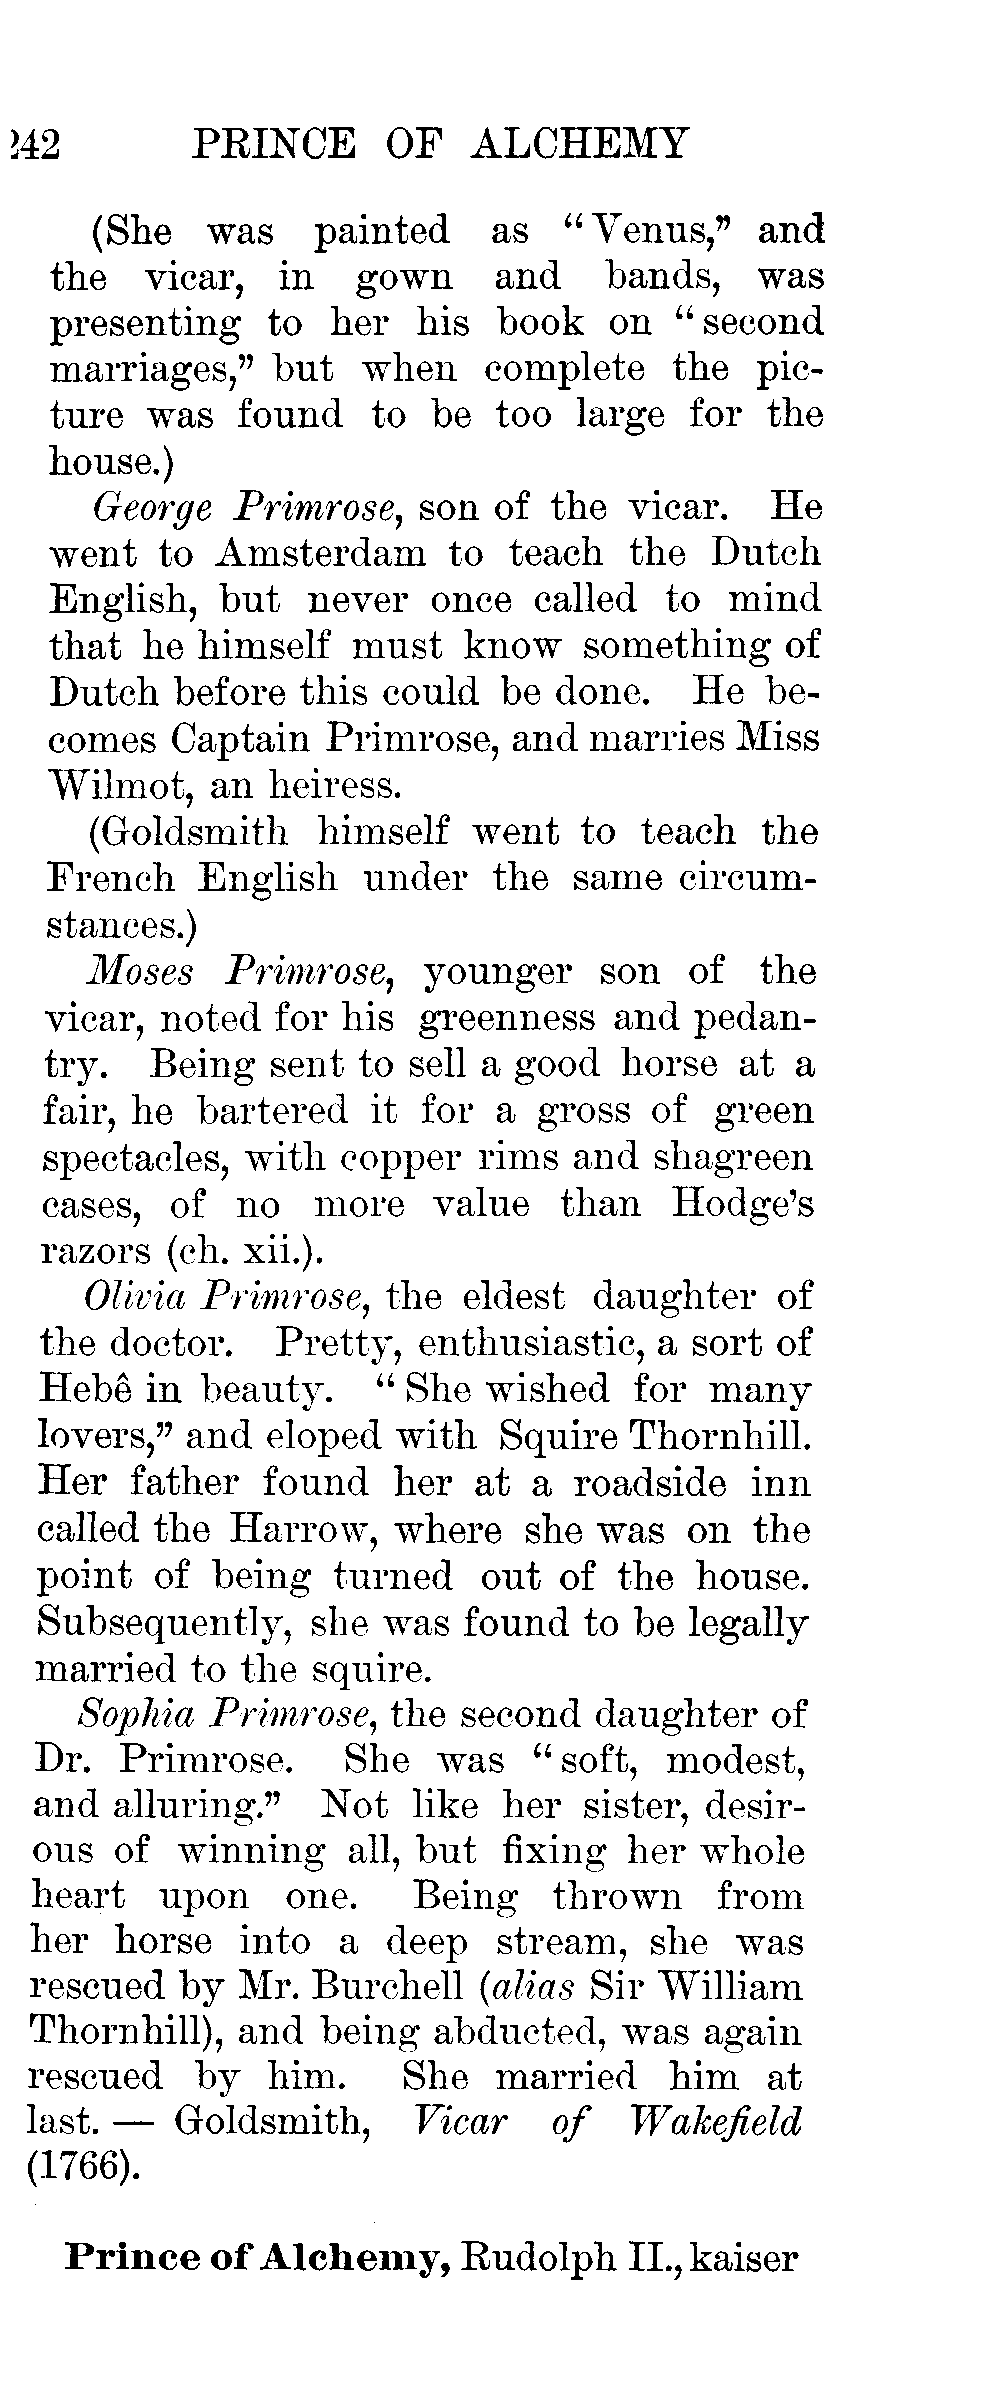 242 PRINCE OF ALCHEMY
(She was painted as “Venus,” and
the vicar, in gown and bands, was
presenting to her his book on “second
marriages,” but when complete the pic-
ture was found to be too large for the
house.)
George Primrose, son of the vicar. He
went to Amsterdam to teach the Dutch
English, but never once called to mind
that he himself must know something of
Dutch before this could be done. He be-
comes Captain Primrose, and marries Miss
Wilmot, an heiress.
(Goldsmith himself went to teach the
French English under the same circum-
stances.)
Moses Primrose, younger son of the
vicar, noted for his greenness and pedan-
try. Being sent to sell a good horse at a
fair, he bartered it for a gross of green
spectacles, with copper rims and shagreen
cases, of no more value than Hodge’s
razors (ch. xii.).
Olivia Primrose, the eldest daughter of
the doctor. Pretty, enthusiastic, a sort of
Hebê in beauty. “She wished for many
lovers,” and eloped with Squire Thornhill.
Her father found her at a roadside inn
called the Harrow, where she was on the
point of being turned out of the house.
Subsequently, she was found to be legally
married to the squire.
Sophia Primrose, the second daughter of
Dr. Primrose. She was “soft, modest,
and alluring.” Not like her sister, desir-
ous of winning all, but fixing her whole
heart upon one. Being thrown from
her horse into a deep stream, she was
rescued by Mr. Burchell (alias Sir William
Thornhill), and being abducted, was again
rescued by him. She married him at
last. — Goldsmith, Vicar of Wakefield
(1766).
Prince of Alchemy, Rudolph II., kaiser